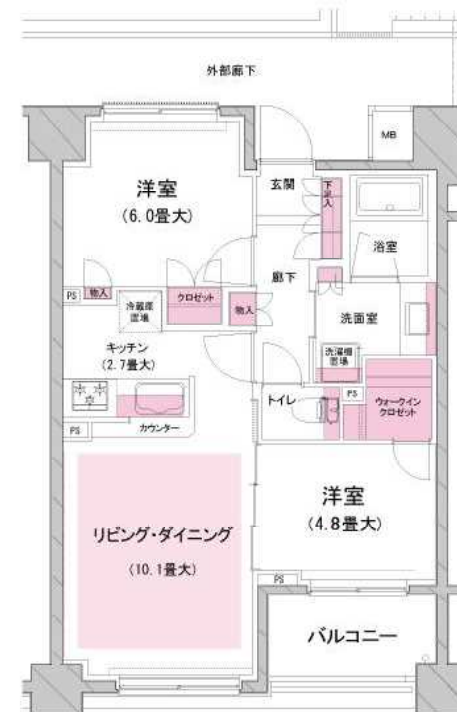 外部廊下
MB
洋室
(6.0畳大)
玄関
下足入
浴室
廊下
PS
物入
冷蔵庫
置場
クロゼット
物入
洗面室
キッチン
(2.7畳大)
洗濯機
置場
トイレ
PS
ウォークイン
クロゼット
PS
カウンター
洋室
(4.8畳大)
リビング・ダイニング
(10.1畳大)
PS
バルコニー